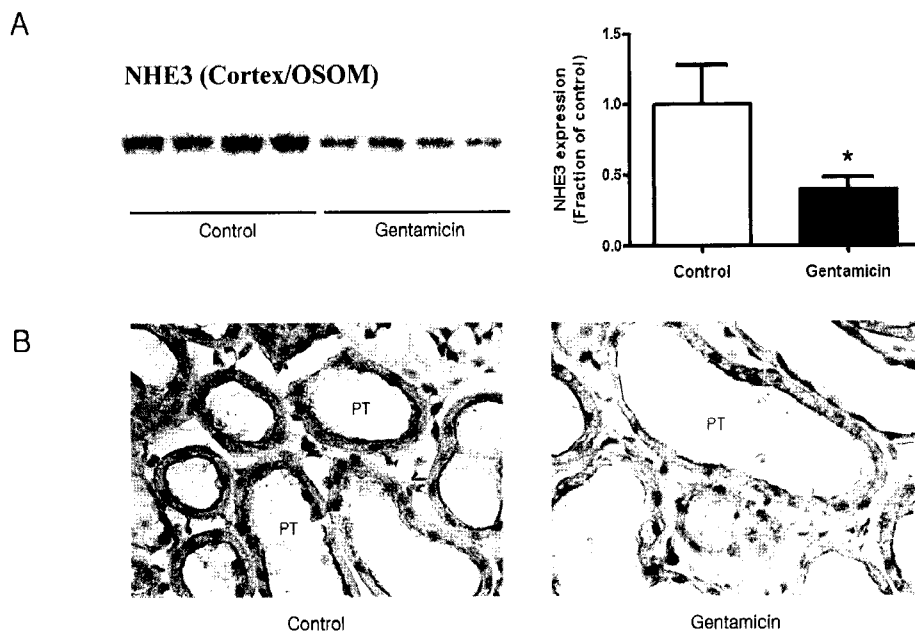 A
NHE3 (Cortex/OSOM)
Control
Gentamicin
NHE3 expression
(Fraction of control)
1.5
1.0
0.5
0.0
*
Control
Gentamicin
B
PT
PT
Control
PT
Gentamicin